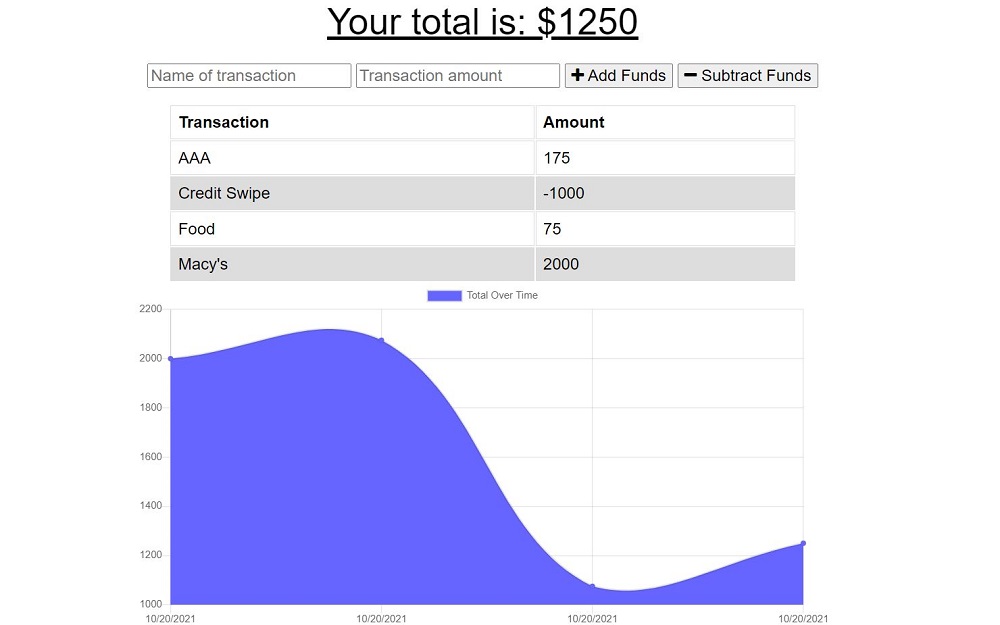 Your total is: $1250
Name of transaction Transaction amount + Add Funds − Subtract Funds
Transaction Amount
AAA 175
Credit Swipe -1000
Food 75
Macy's 2000
Total Over Time
2200
2000
1800
1600
1400
1200
1000
10/20/2021 10/20/2021 10/20/2021 10/20/2021